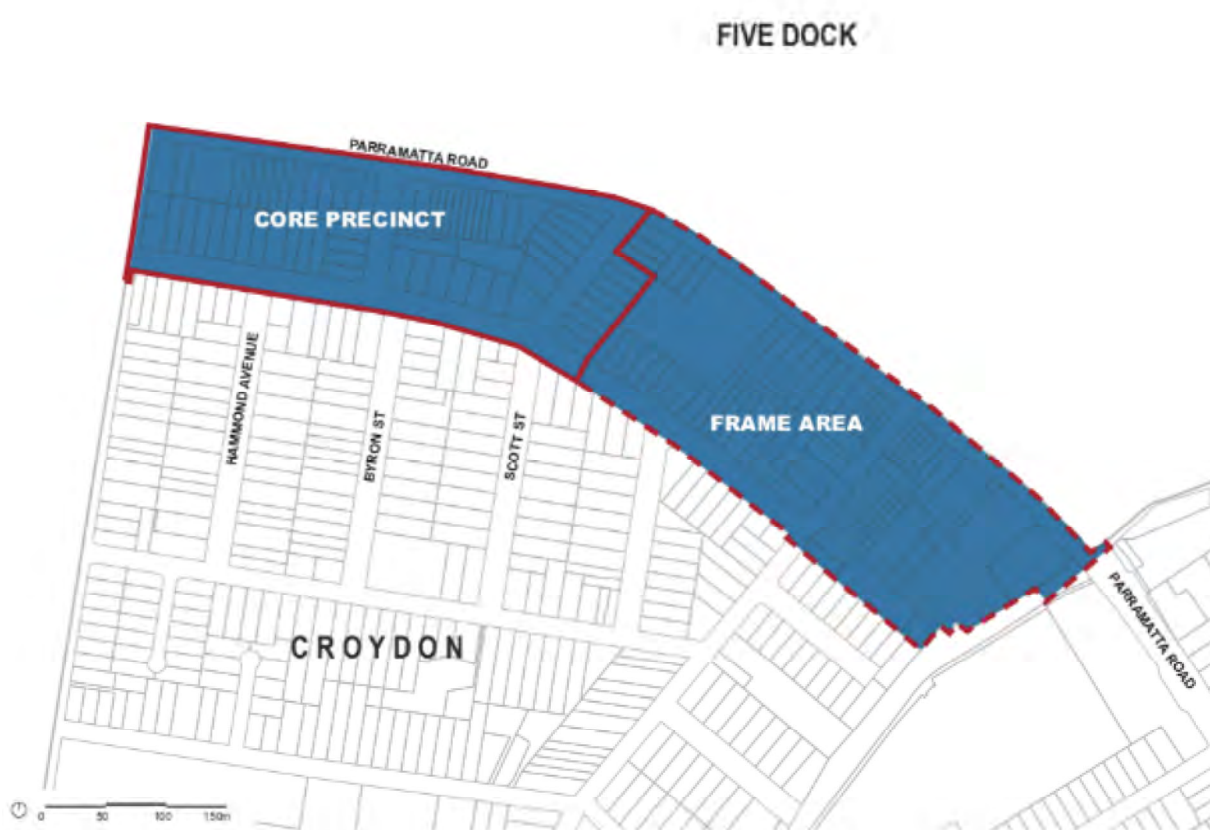 FIVE DOCK
PARRAMATTA ROAD
CORE PRECINCT
HAMMOND AVENUE
BYRON ST
SCOTT ST
FRAME AREA
PARRAMATTA ROAD
CROYDON
0 50 100 150m